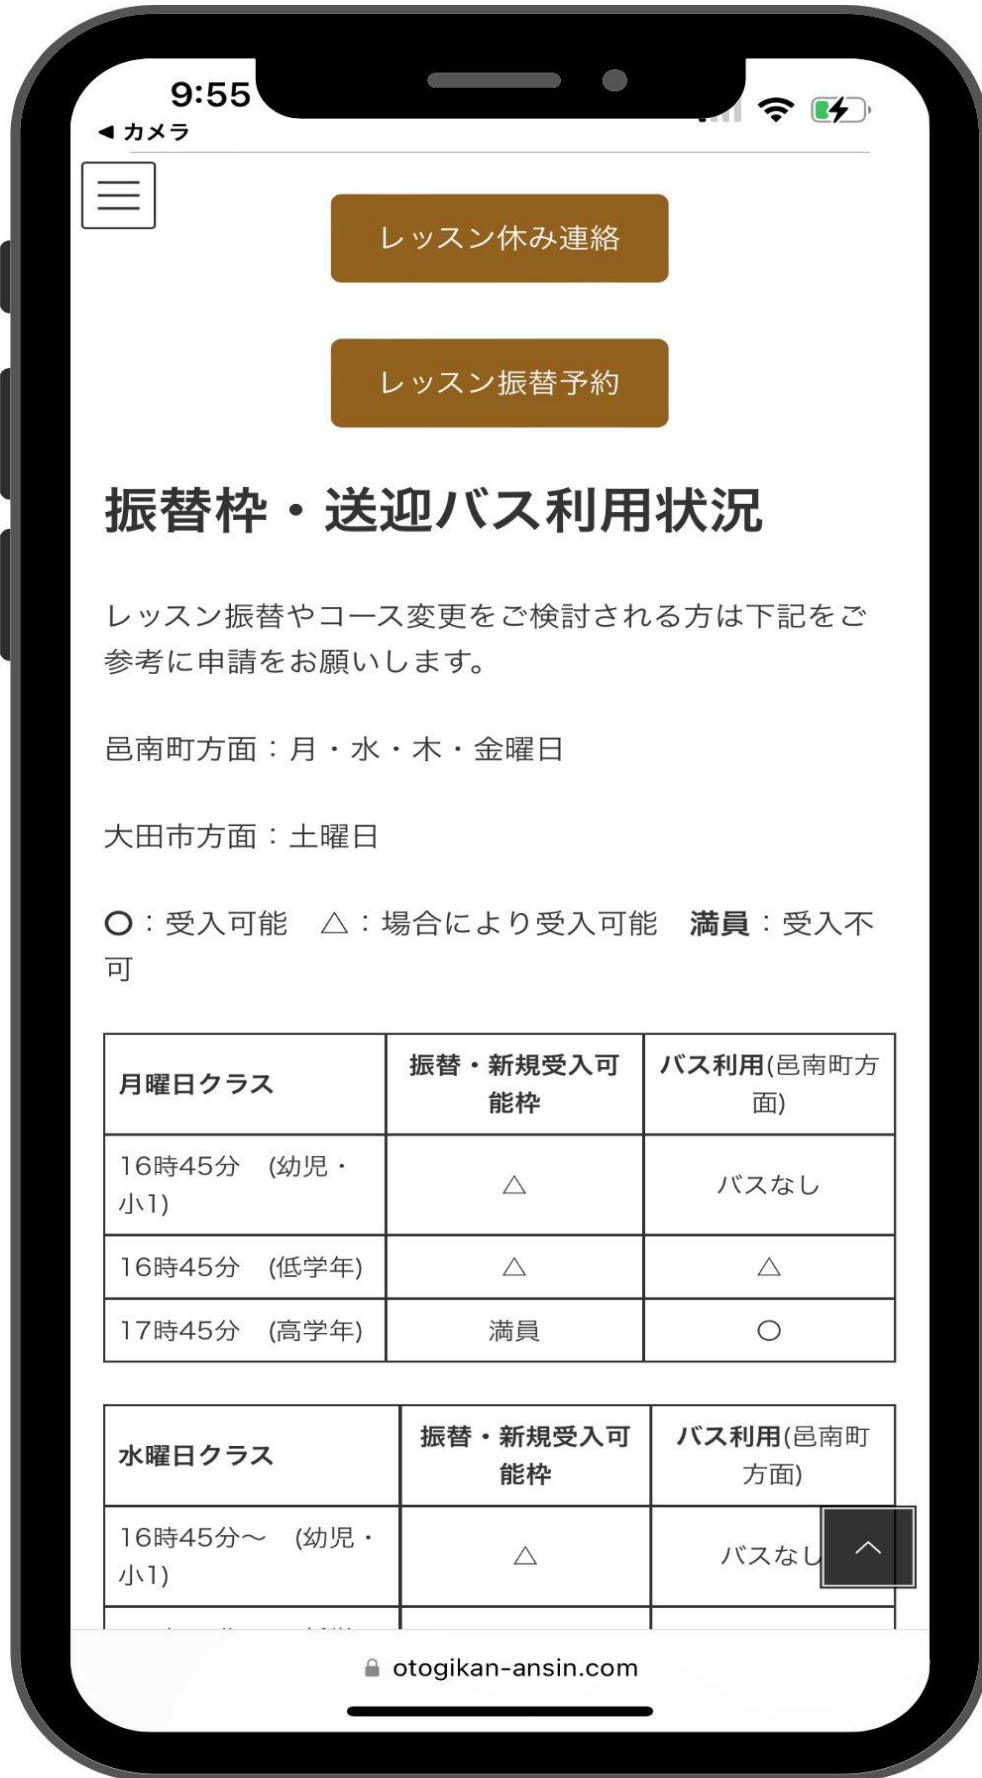 9:55
◀ カメラ
レッスン休み連絡
レッスン振替予約
振替枠・送迎バス利用状況
レッスン振替やコース変更をご検討される方は下記をご
参考に申請をお願いします。
邑南町方面：月・水・木・金曜日
大田市方面：土曜日
〇：受入可能　△：場合により受入可能　満員：受入不
可
月曜日クラス
振替・新規受入可
能枠
バス利用(邑南町方
面)
16時45分　(幼児・
小1)
△
バスなし
16時45分　(低学年)
△
△
17時45分　(高学年)
満員
〇
水曜日クラス
振替・新規受入可
能枠
バス利用(邑南町
方面)
16時45分～　(幼児・
小1)
△
バスなし
otogikan-ansin.com